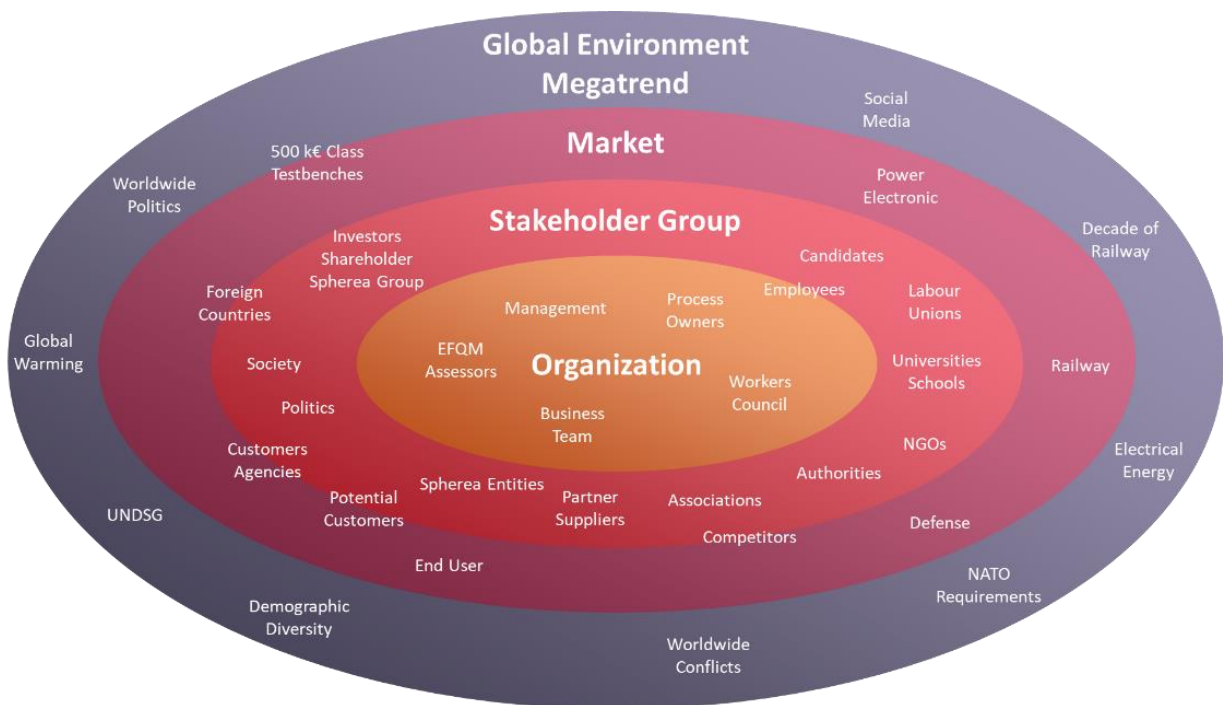 Global Environment
Megatrend
Social
Media
Market
500 k€ Class
Testbenches
Power
Electronic
Worldwide
Politics
Stakeholder Group
Decade of
Railway
Investors
Shareholder
Spherea Group
Candidates
Employees
Foreign
Countries
Labour
Unions
Management
Process
Owners
Global
Warming
EFQM
Assessors
Organization
Society
Universities
Schools
Railway
Workers
Council
Politics
Business
Team
Customers
Agencies
NGOs
Electrical
Energy
Authorities
Spherea Entities
Potential
Customers
Partner
Suppliers
Associations
UNDSG
Competitors
Defense
End User
NATO
Requirements
Demographic
Diversity
Worldwide
Conflicts